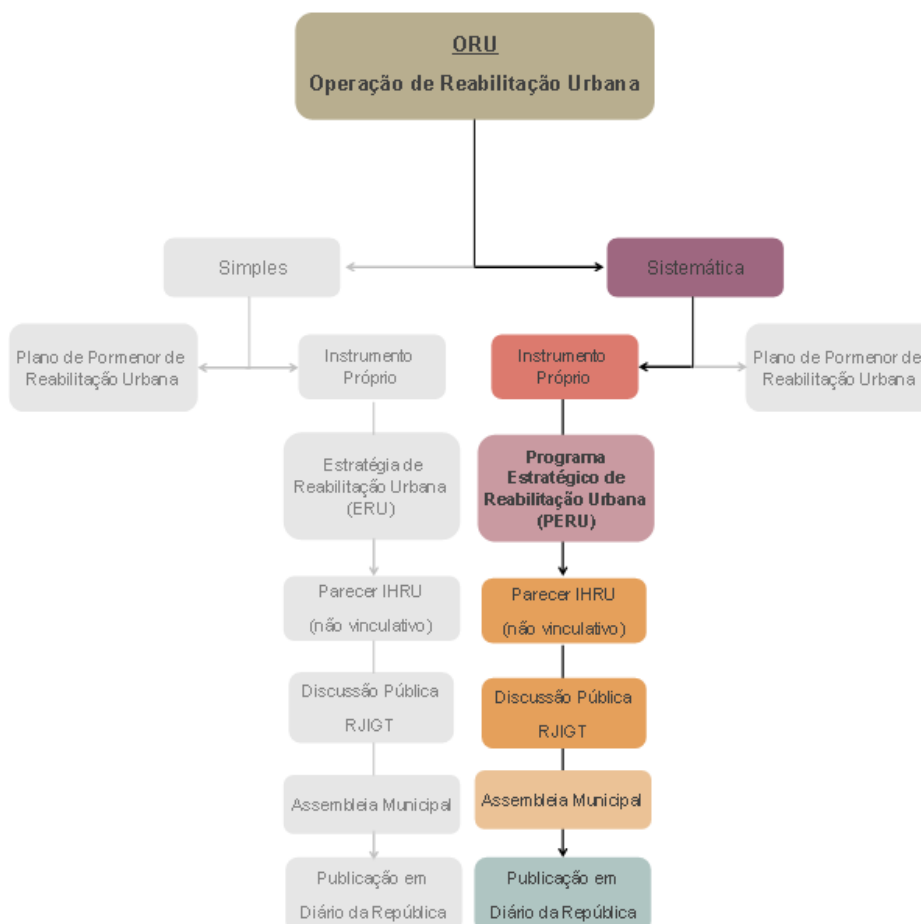 ORU
Operação de Reabilitação Urbana
Simples
Sistemática
Plano de Pormenor de
Reabilitação Urbana
Instrumento
Próprio
Instrumento
Próprio
Plano de Pormenor de
Reabilitação Urbana
Estratégia de
Reabilitação Urbana
(ERU)
Programa
Estratégico de
Reabilitação Urbana
(PERU)
Parecer IHRU
(não vinculativo)
Parecer IHRU
(não vinculativo)
Discussão Pública
RJIGT
Discussão Pública
RJIGT
Assembleia Municipal
Assembleia Municipal
Publicação em
Diário da República
Publicação em
Diário da República